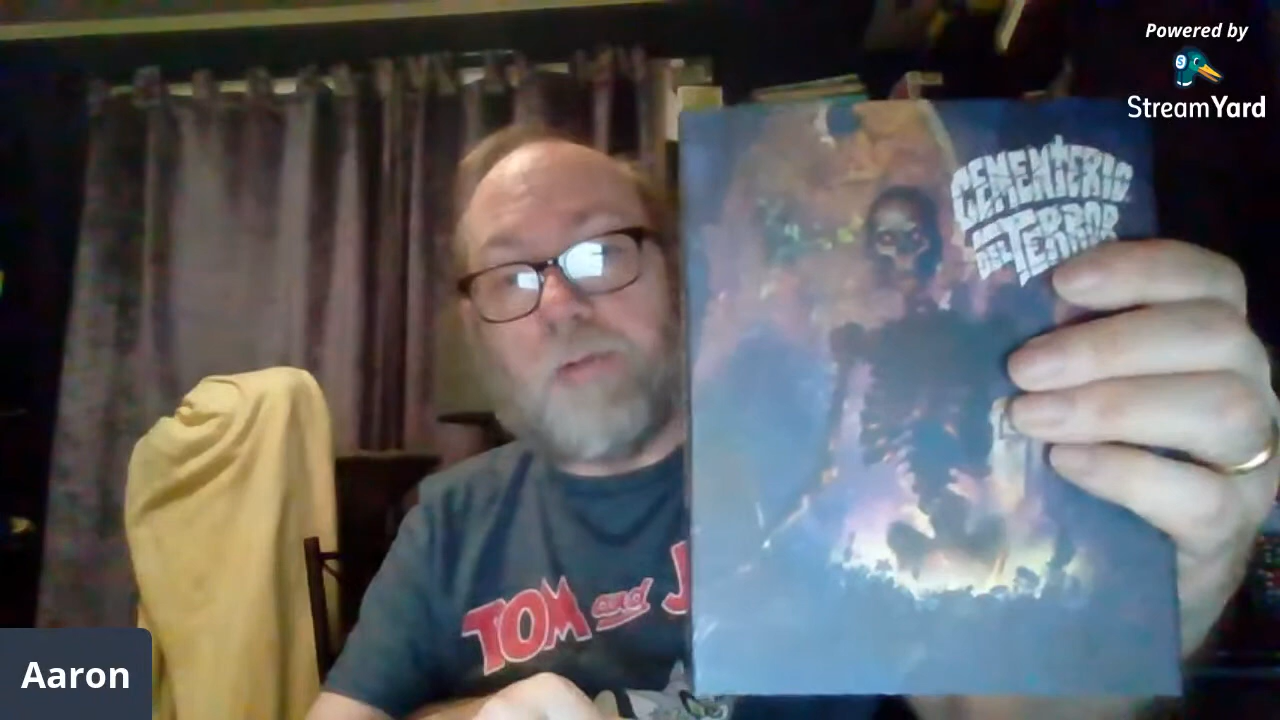 Powered by
StreamYard
CEMENTERIO
DEL TERROR
TOM and J
Aaron